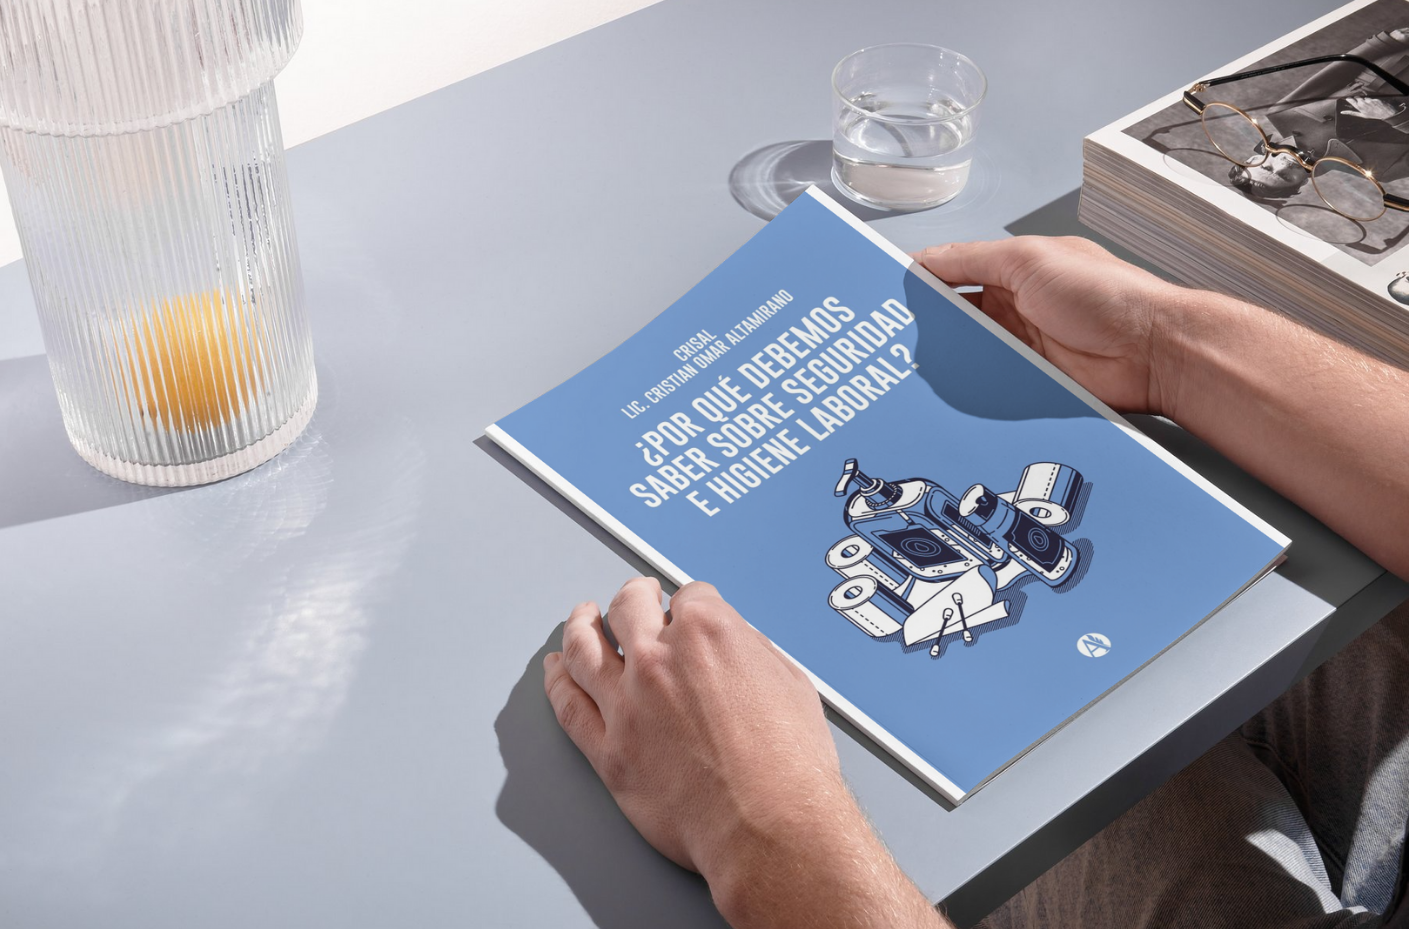 CRISAL
LIC. CRISTIAN OMAR ALTAMIRANO
¿POR QUÉ DEBEMOS
SABER SOBRE SEGURIDAD
E HIGIENE LABORAL?